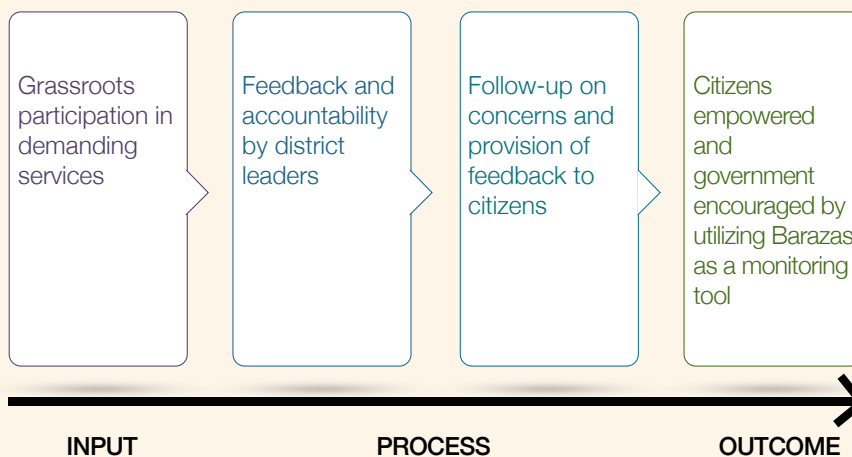 Grassroots
participation in
demanding
services
Feedback and
accountability
by district
leaders
Follow-up on
concerns and
provision of
feedback to
citizens
Citizens
empowered
and
government
encouraged by
utilizing Barazas
as a monitoring
tool
INPUT
PROCESS
OUTCOME